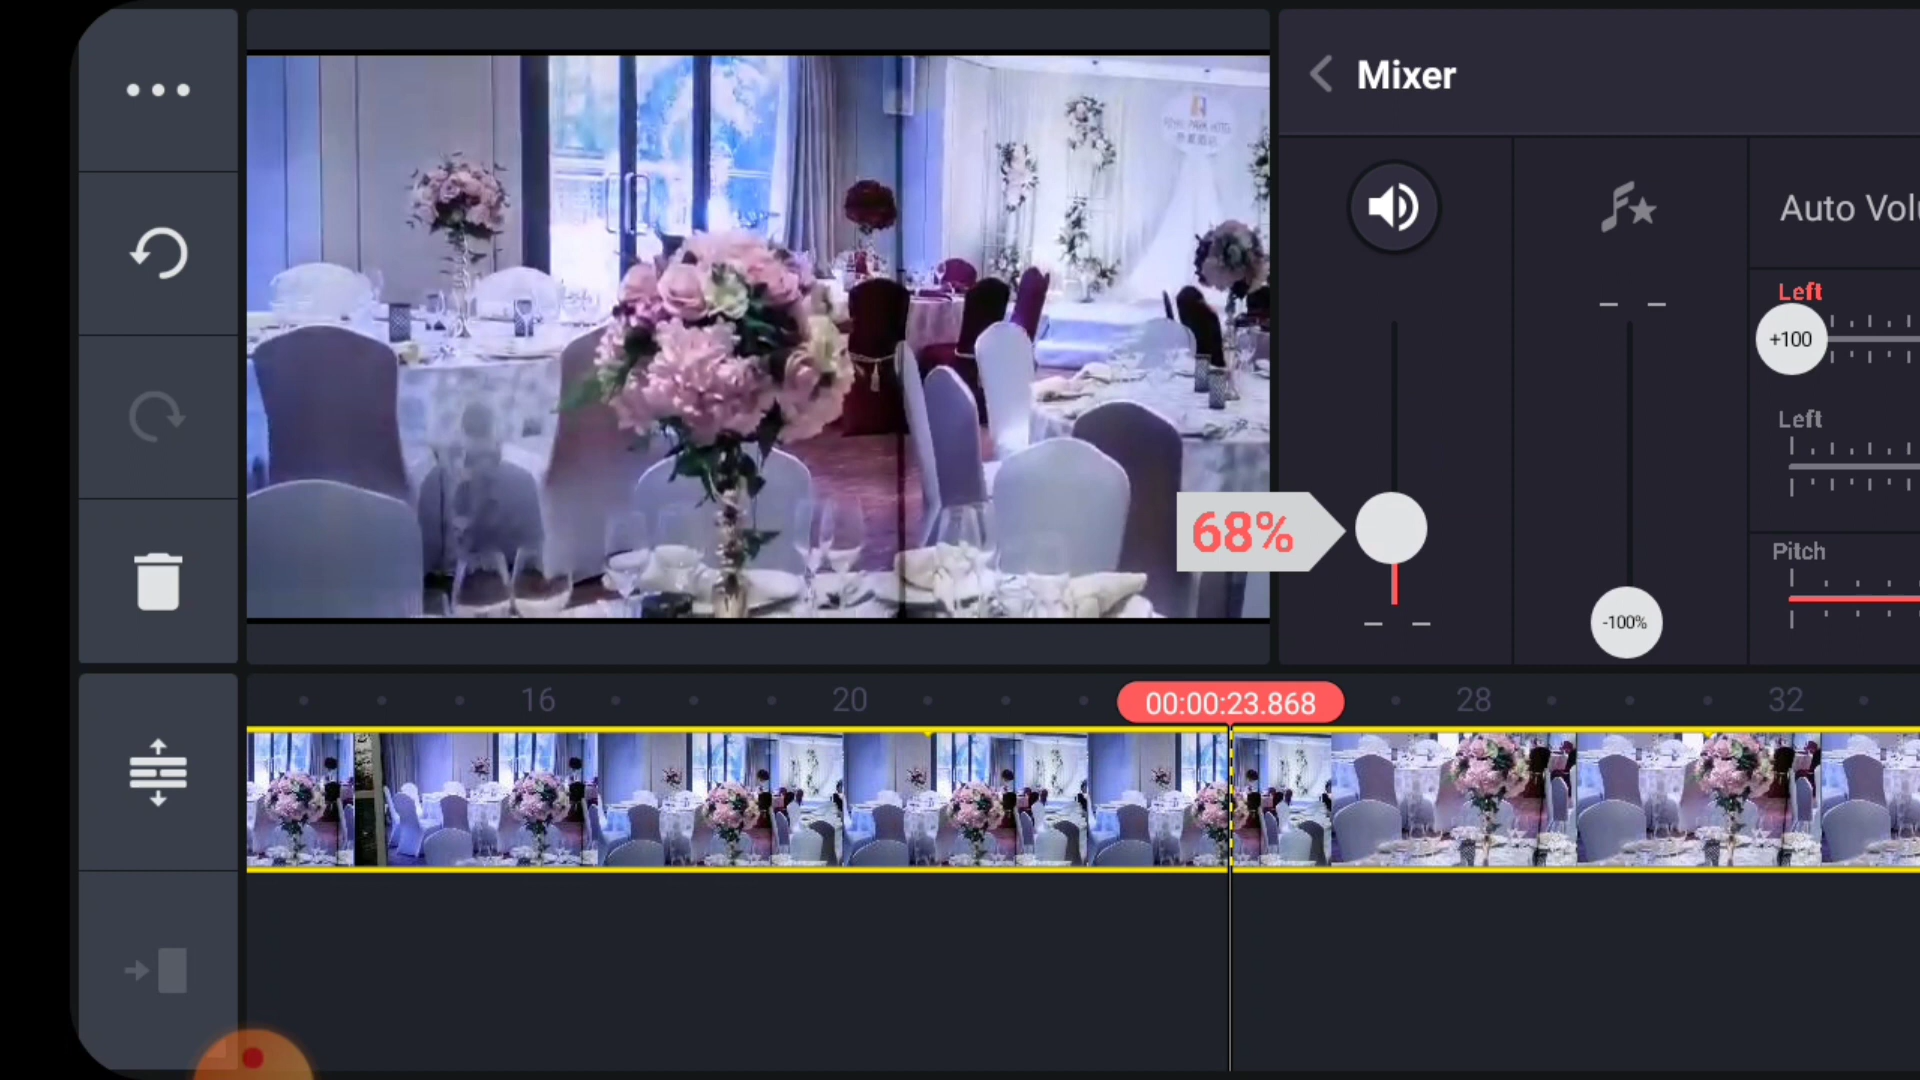 Mixer
Auto Vol
Left
+100
Left
68%
Pitch
-100%
16
20
00:00:23.868
28
32